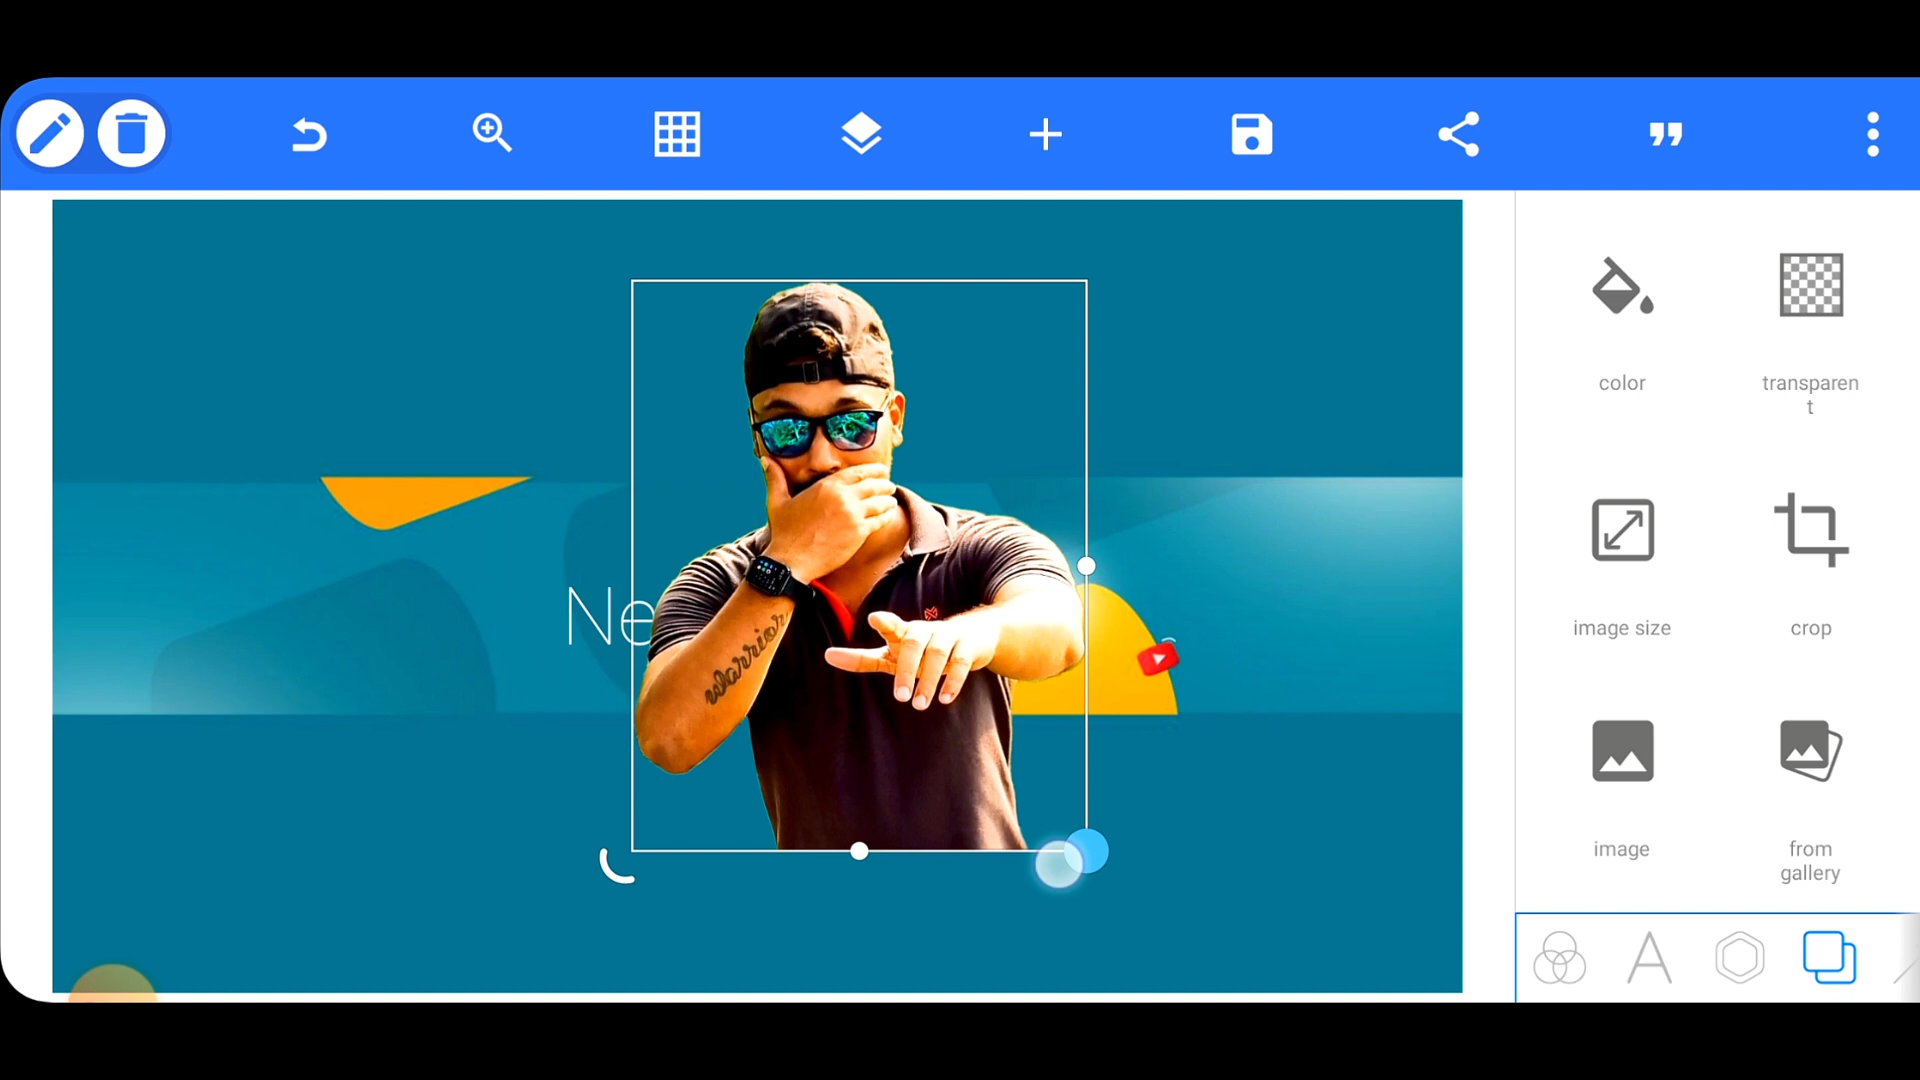 color
transparen
t
Ne
warrior
image size
crop
image
from
gallery